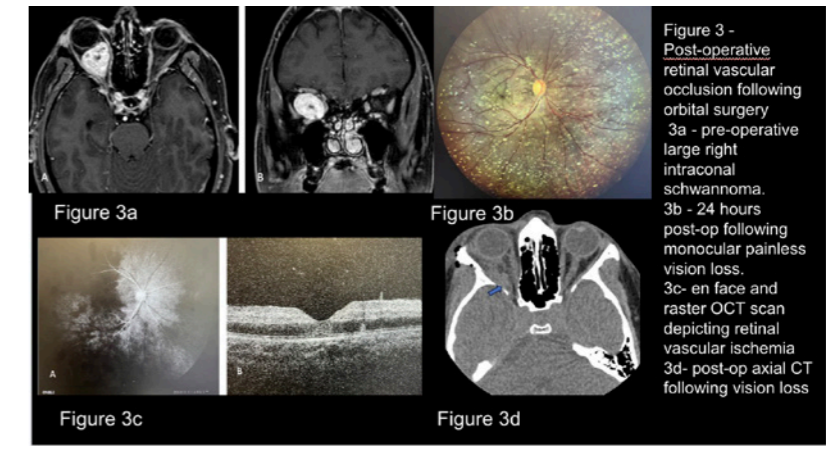 A
B
Figure 3a
Figure 3b
A
B
Figure 3c
Figure 3d
Figure 3 -
Post-operative
retinal vascular
occlusion following
orbital surgery
3a - pre-operative
large right
intraconal
schwannoma.
3b - 24 hours
post-op following
monocular painless
vision loss.
3c- en face and
raster OCT scan
depicting retinal
vascular ischemia
3d- post-op axial CT
following vision loss